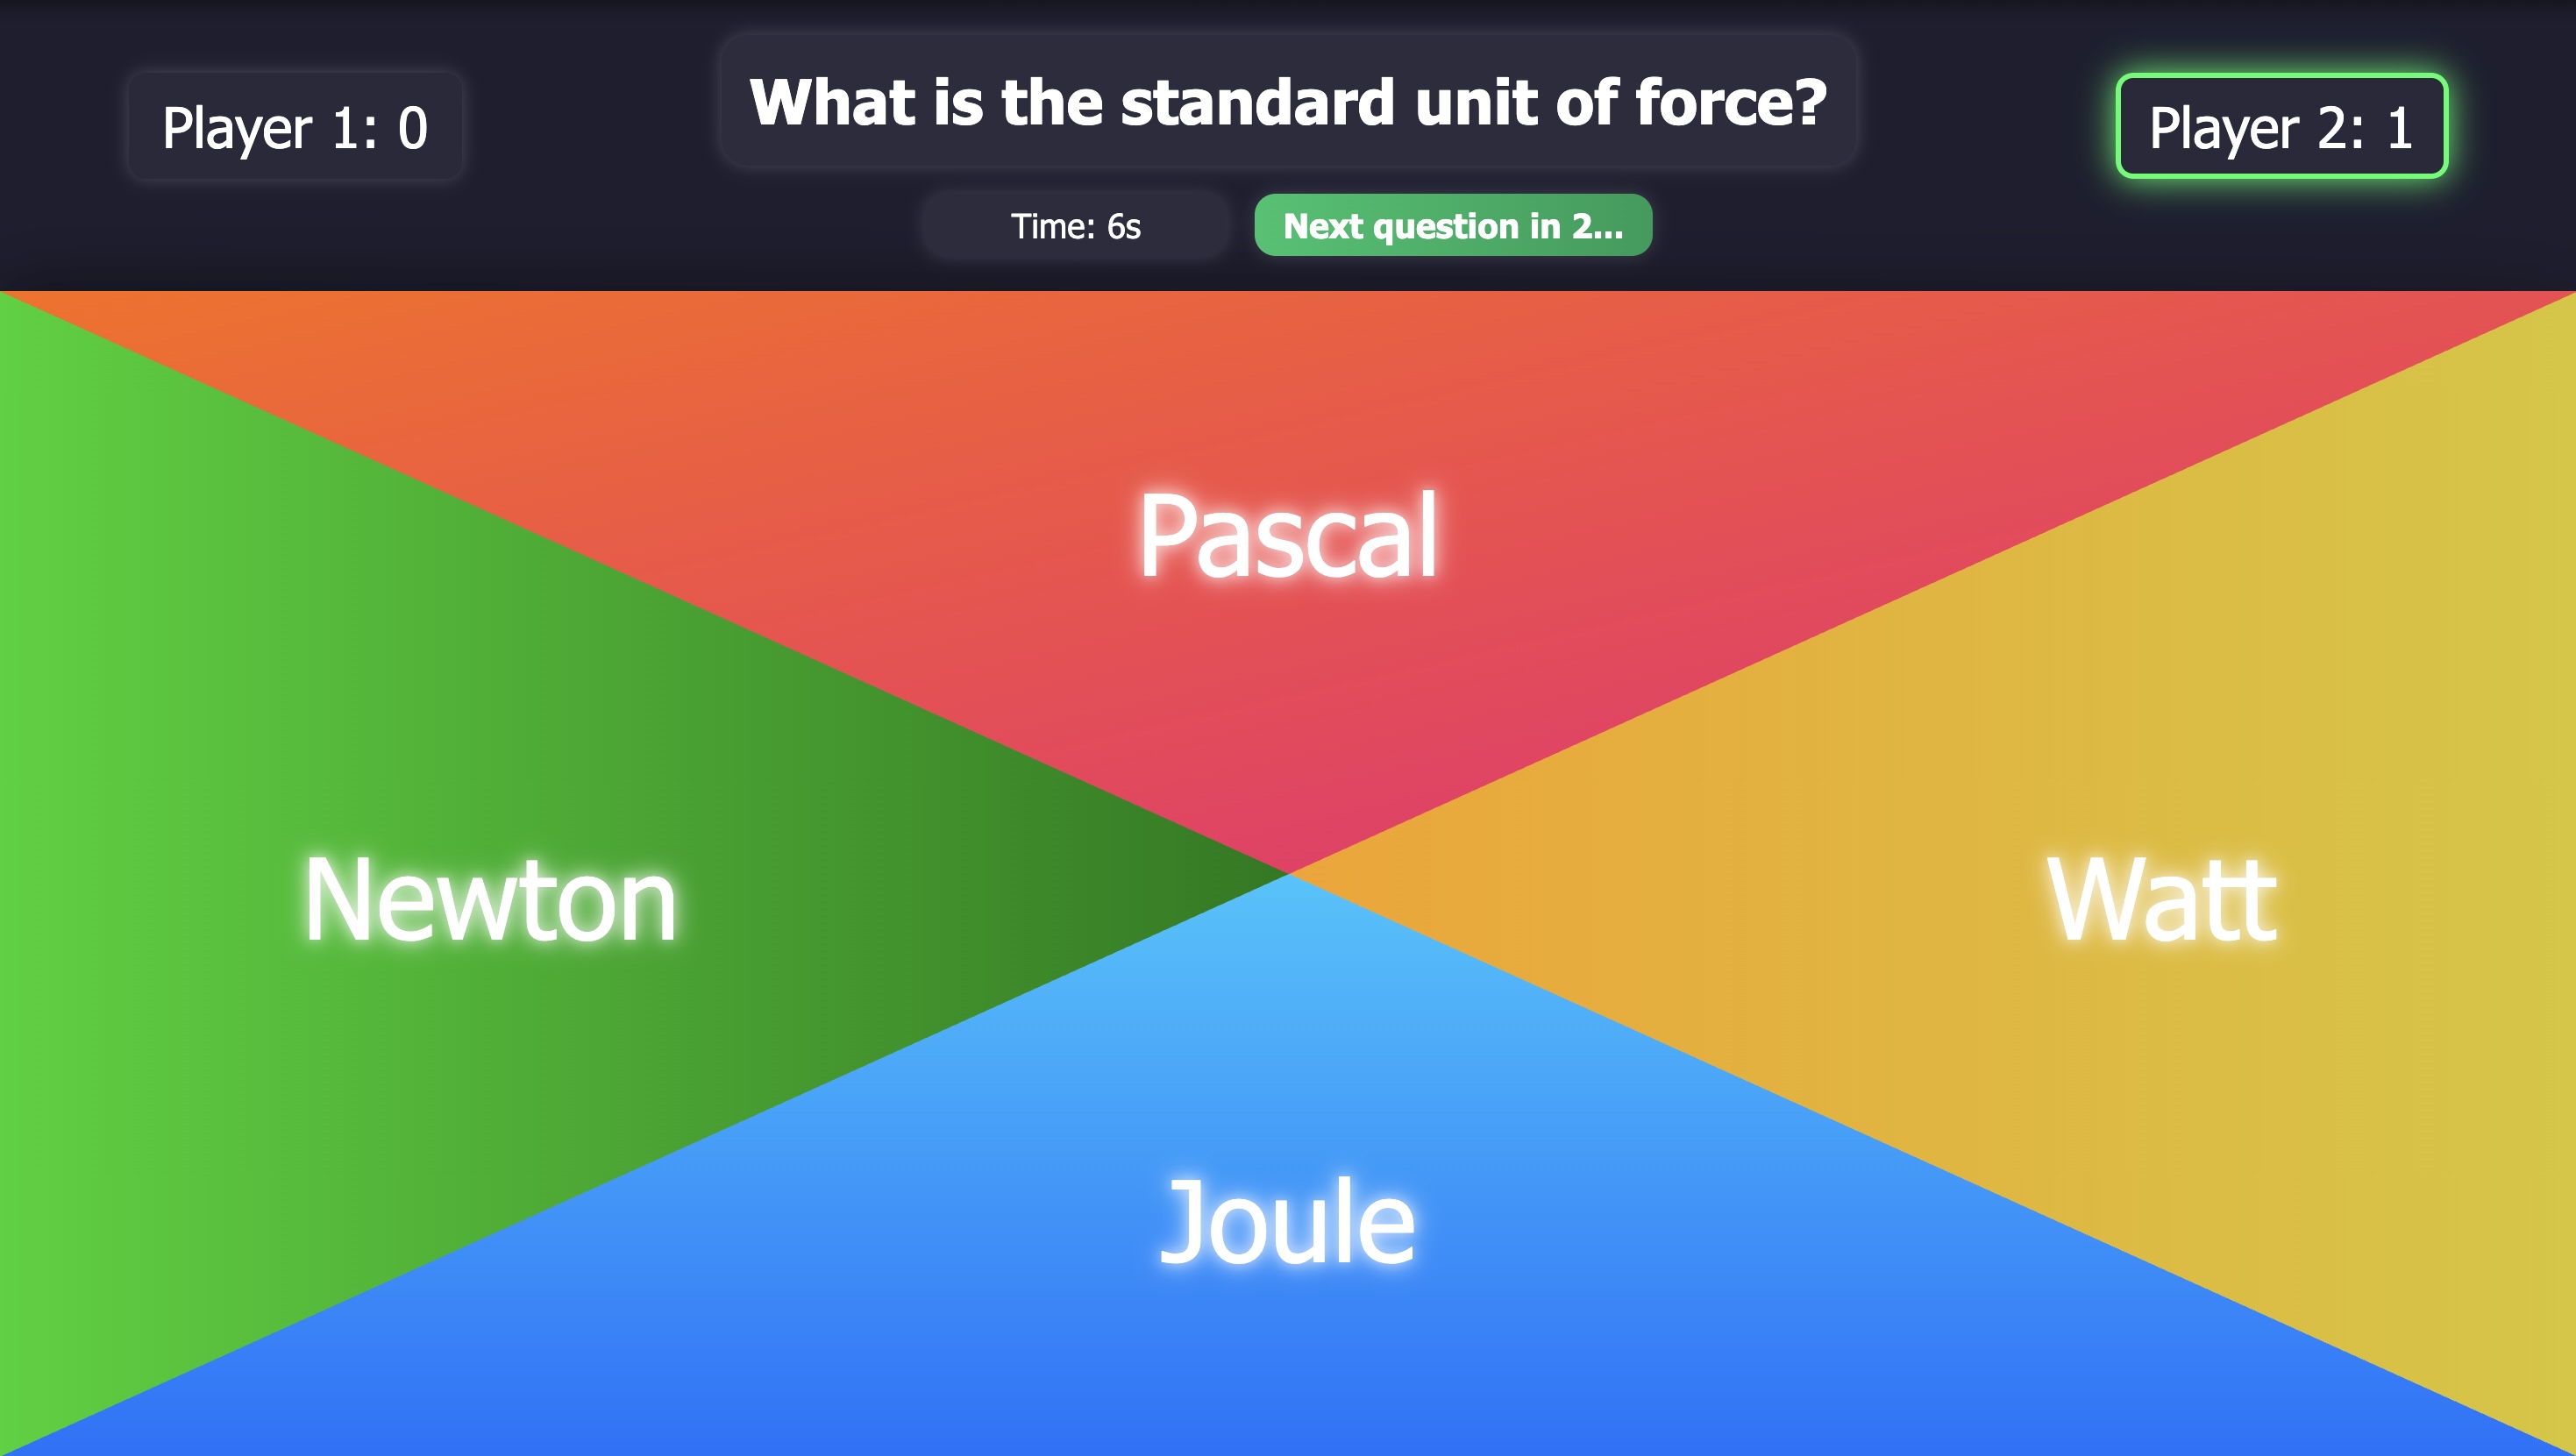 Player 1: 0
What is the standard unit of force?
Player 2: 1
Time: 6s
Next question in 2...
Pascal
Newton
Watt
Joule